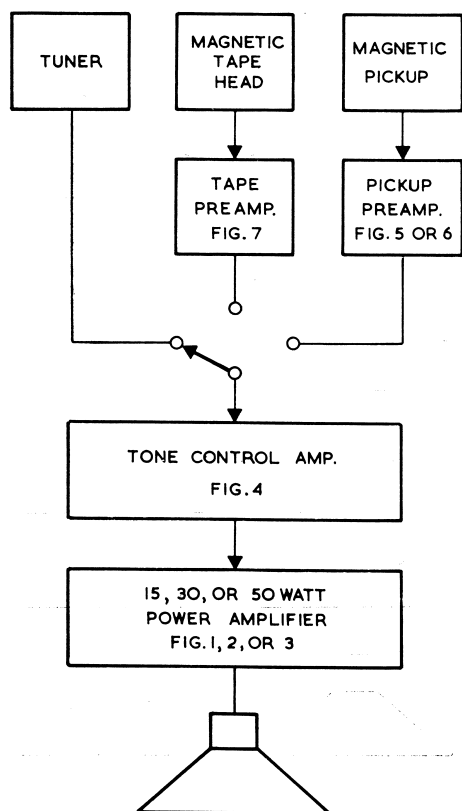 TUNER
MAGNETIC
TAPE
HEAD
MAGNETIC
PICKUP
TAPE
PREAMP.
FIG. 7
PICKUP
PREAMP.
FIG. 5 OR 6
TONE CONTROL AMP.
FIG. 4
15, 30, OR 50 WATT
POWER AMPLIFIER
FIG. 1, 2, OR 3